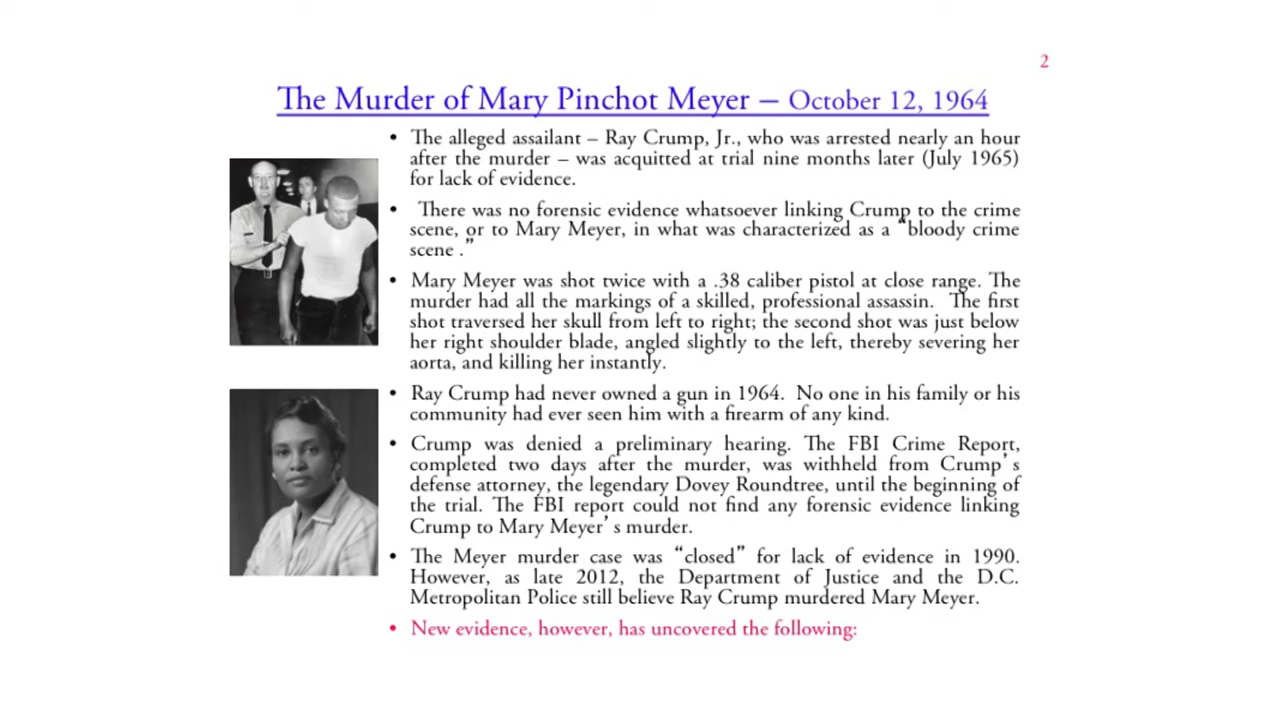 2
The Murder of Mary Pinchot Meyer – October 12, 1964
• The alleged assailant – Ray Crump, Jr., who was arrested nearly an hour
after the murder – was acquitted at trial nine months later (July 1965)
for lack of evidence.
• There was no forensic evidence whatsoever linking Crump to the crime
scene, or to Mary Meyer, in what was characterized as a “bloody crime
scene .”
• Mary Meyer was shot twice with a .38 caliber pistol at close range. The
murder had all the markings of a skilled, professional assassin. The first
shot traversed her skull from left to right; the second shot was just below
her right shoulder blade, angled slightly to the left, thereby severing her
aorta, and killing her instantly.
• Ray Crump had never owned a gun in 1964. No one in his family or his
community had ever seen him with a firearm of any kind.
• Crump was denied a preliminary hearing. The FBI Crime Report,
completed two days after the murder, was withheld from Crump’s
defense attorney, the legendary Dovey Roundtree, until the beginning of
the trial. The FBI report could not find any forensic evidence linking
Crump to Mary Meyer’s murder.
• The Meyer murder case was “closed” for lack of evidence in 1990.
However, as late 2012, the Department of Justice and the D.C.
Metropolitan Police still believe Ray Crump murdered Mary Meyer.
• New evidence, however, has uncovered the following: